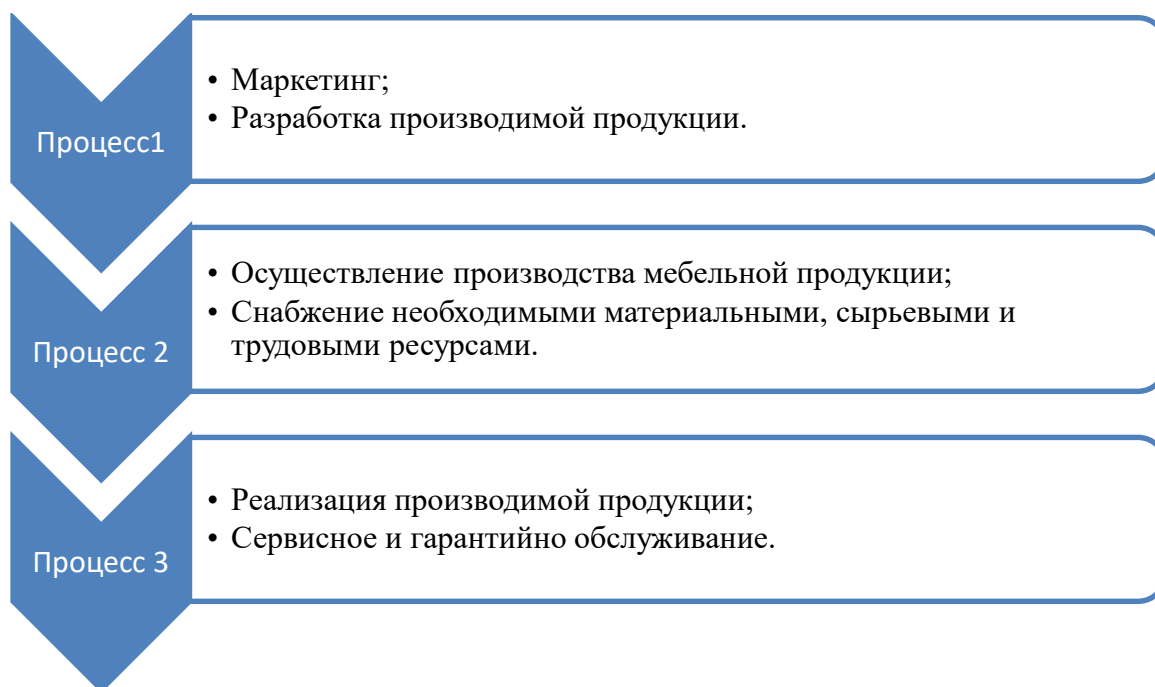 Процесс1
• Маркетинг;
• Разработка производимой продукции.
Процесс 2
• Осуществление производства мебельной продукции;
• Снабжение необходимыми материальными, сырьевыми и
трудовыми ресурсами.
Процесс 3
• Реализация производимой продукции;
• Сервисное и гарантийно обслуживание.